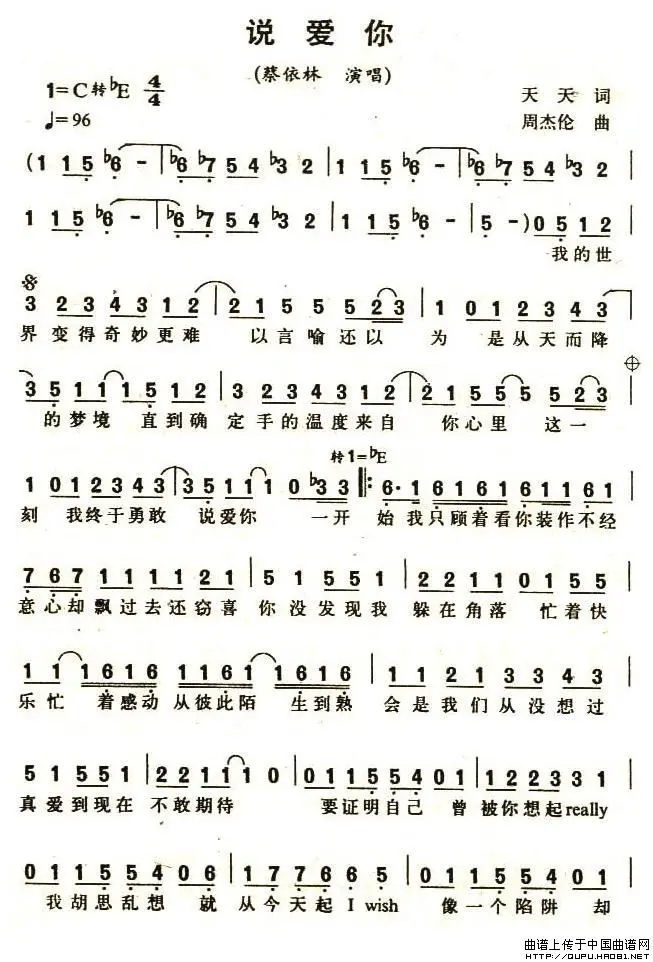 说 爱 你
(蔡依林 演唱)
1=C转♭E 4/4
♩=96
天 天 词
周杰伦 曲
(1 1 5 ♭6 - ♭6 ♭7 5 4 ♭3 2 | 1 1 5 ♭6 - ♭6 ♭7 5 4 ♭3 2 |
1 1 5 ♭6 - ♭6 ♭7 5 4 ♭3 2 | 1 1 5 ♭6 - | 5 - ) 0 5 1 2
我的世
3 2 3 4 3 1 2 | 2 1 5 5 5 5 2 3 | 1 0 1 2 3 4 3
界 变得奇妙更难 以言喻还以 为 是从天而降
3 5 1 1 1 5 1 2 | 3 2 3 4 3 1 2 | 2 1 5 5 5 5 2 3 |
的梦境 直到确 定手的温度来自 你心里 这一
转1=♭E
1 0 1 2 3 4 3 | 3 5 1 1 1 0 ♭3 3 ‖: 6· 1 6 1 6 1 6 1 1 6 1 |
刻 我终于勇敢 说爱你 一开 始我只顾着看你装作不经
7 6 7 1 1 1 1 2 1 | 5 1 5 5 1 | 2 2 1 1 0 1 5 5 |
意心却飘过去还窃喜 你没发现我 躲在角落 忙着快
1 1 1 6 1 6 1 1 6 1 1 6 1 6 | 1 1 2 1 3 3 4 3 |
乐忙 着感动从彼此陌 生到熟 会是我们从没想过
5 1 5 5 1 | 2 2 1 1 1 0 | 0 1 1 5 5 4 0 1 | 1 2 2 3 3 1 |
真爱到现在 不敢期待 要证明自己 曾 被你想起really
0 1 1 5 5 4 0 6 | 1 7 7 6 6 5 | 0 1 1 5 5 4 0 1 |
我胡思乱想 就 从今天起I wish 像一个陷阱 却
曲谱上传于中国曲谱网
HTTP://QUPU.HAO81.NET